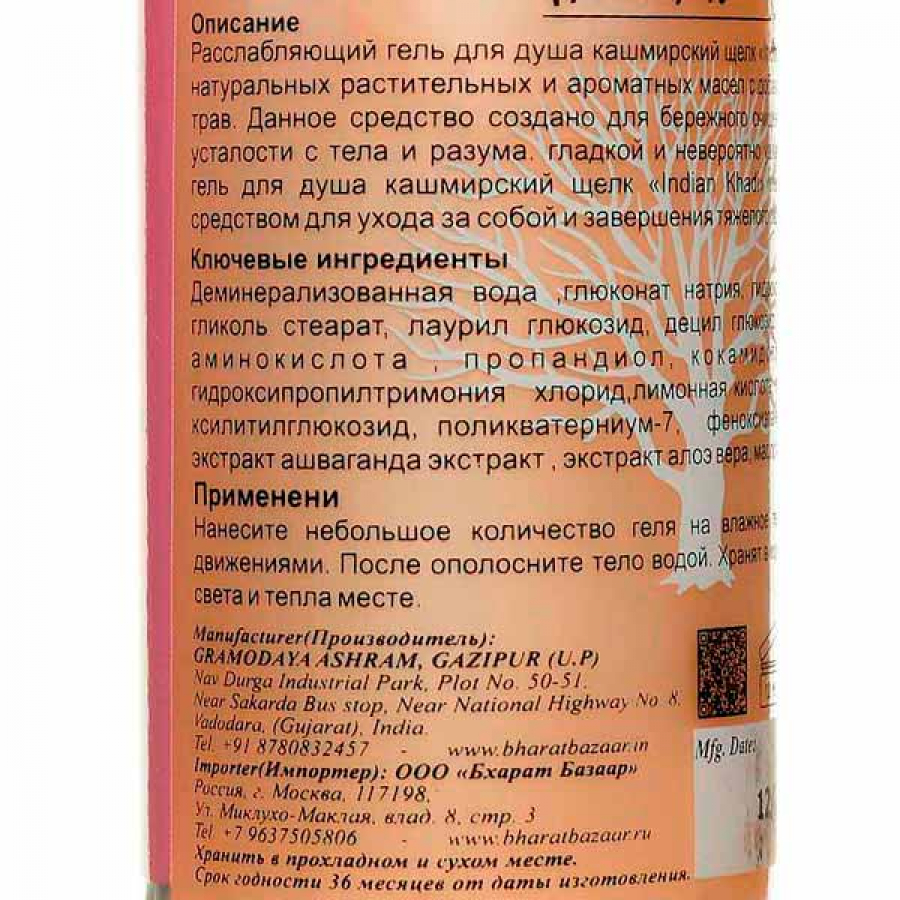 Описание
Расслабляющий гель для душа кашмирский щелк
натуральных растительных и ароматных масел с
трав. Данное средство создано для бережного
усталости с тела и разума. гладкой и невероятно
гель для душа кашмирский щелк «Indian Khadi»
средством для ухода за собой и завершения
Ключевые ингредиенты
Деминерализованная вода ,глюконат натрия,
гликоль стеарат, лаурил глюкозид, децил
аминокислота , пропандиол,
гидроксипропилтримония хлорид,лимонная
ксилитилглюкозид, поликватерниум-7,
экстракт ашваганда экстракт , экстракт алоэ вера,
Применени
Нанесите небольшое количество геля на влажное
движениями. После ополосните тело водой. Хранят в
света и тепла месте.
Manufacturer(Производитель):
GRAMODAYA ASHRAM, GAZIPUR (U.P)
Nav Durga Industrial Park, Plot No. 50-51,
Near Sakarda Bus stop, Near National Highway No 8,
Vadodara, (Gujarat), India.
Tel. +91 8780832457 - www.bharatbazaar.in
Importer(Импортер): ООО «Бхарат Базаар»
Россия, г. Москва, 117198,
Ул. Миклухо-Маклая, влад. 8, стр. 3
Tel +7 9637505806 - www.bharatbazaar.ru
Хранить в прохладном и сухом месте.
Срок годности 36 месяцев от даты изготовления.
Mfg. Date: